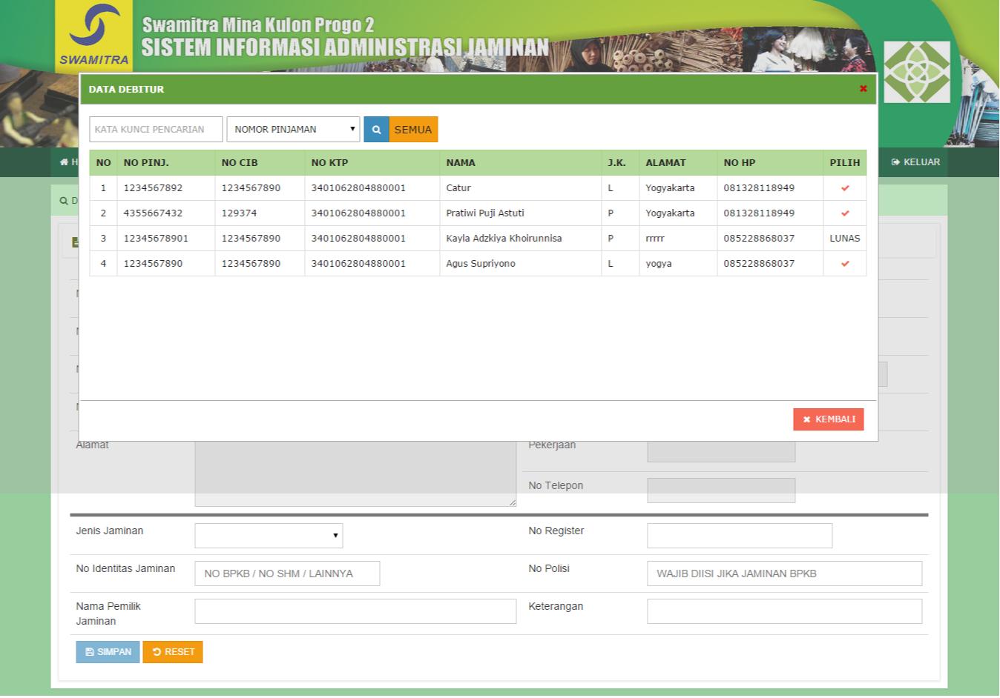 Swamitra Mina Kulon Progo 2
SISTEM INFORMASI ADMINISTRASI JAMINAN
SWAMITRA
DATA DEBITUR
KATA KUNCI PENCARIAN NOMOR PINJAMAN SEMUA
NO NO PINJ. NO CIB NO KTP NAMA J.K. ALAMAT NO HP PILIH
1 1234567892 1234567890 3401062804880001 Catur L Yogyakarta 081328118949
2 4355667432 129374 3401062804880001 Pratiwi Puji Astuti P Yogyakarta 081328118949
3 12345678901 1234567890 3401062804880001 Kayla Adzkiya Khoirunnisa P rrrrr 085228868037 LUNAS
4 1234567890 1234567890 3401062804880001 Agus Supriyono L yogya 085228868037
KELUAR
KEMBALI
Alamat Pekerjaan
No Telepon
Jenis Jaminan No Register
No Identitas Jaminan NO BPKB / NO SHM / LAINNYA No Polisi WAJIB DIISI JIKA JAMINAN BPKB
Nama Pemilik Keterangan
Jaminan
SIMPAN RESET